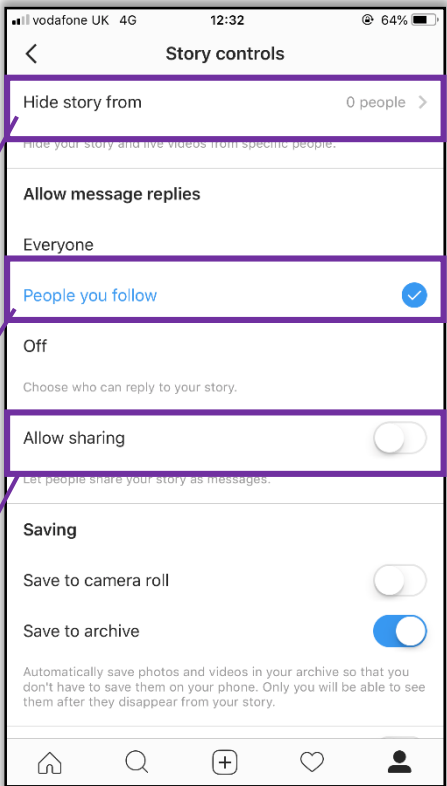 vodafone UK 4G 12:32 64%
Story controls
Hide story from 0 people
Hide your story and live videos from specific people.
Allow message replies
Everyone
People you follow
Off
Choose who can reply to your story.
Allow sharing
Let people share your story as messages.
Saving
Save to camera roll
Save to archive
Automatically save photos and videos in your archive so that you
don't have to save them on your phone. Only you will be able to see
them after they disappear from your story.